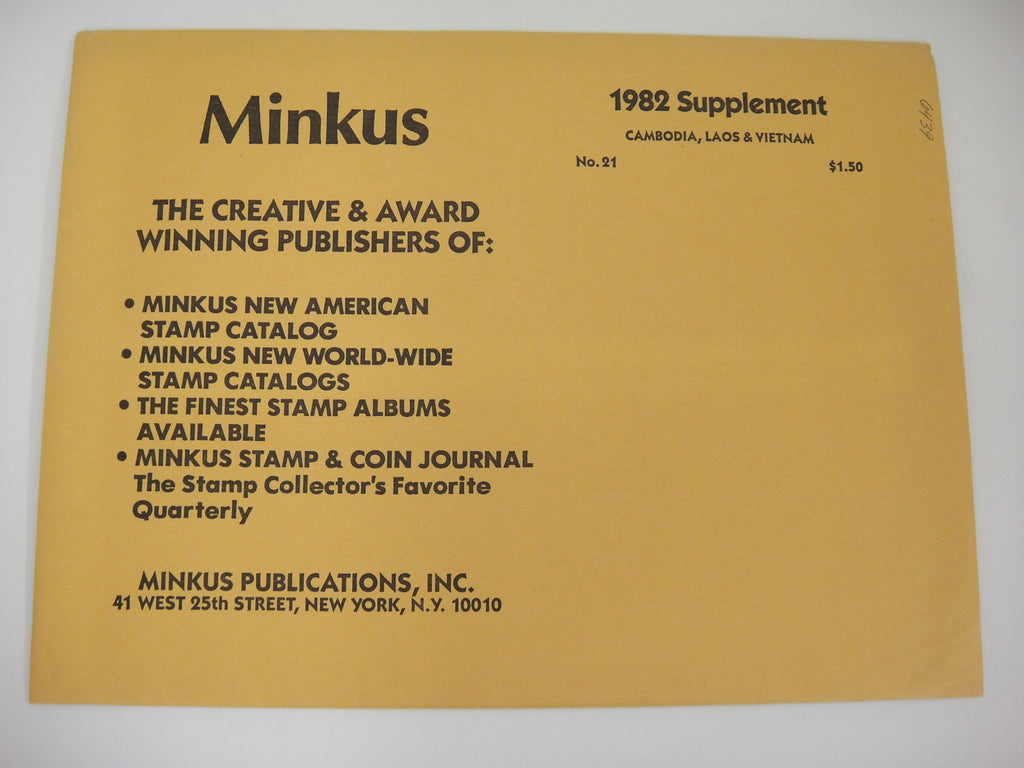 Minkus
1982 Supplement
CAMBODIA, LAOS & VIETNAM
No. 21 $1.50
THE CREATIVE & AWARD
WINNING PUBLISHERS OF:
• MINKUS NEW AMERICAN
STAMP CATALOG
• MINKUS NEW WORLD-WIDE
STAMP CATALOGS
• THE FINEST STAMP ALBUMS
AVAILABLE
• MINKUS STAMP & COIN JOURNAL
The Stamp Collector's Favorite
Quarterly
MINKUS PUBLICATIONS, INC.
41 WEST 25th STREET, NEW YORK, N.Y. 10010